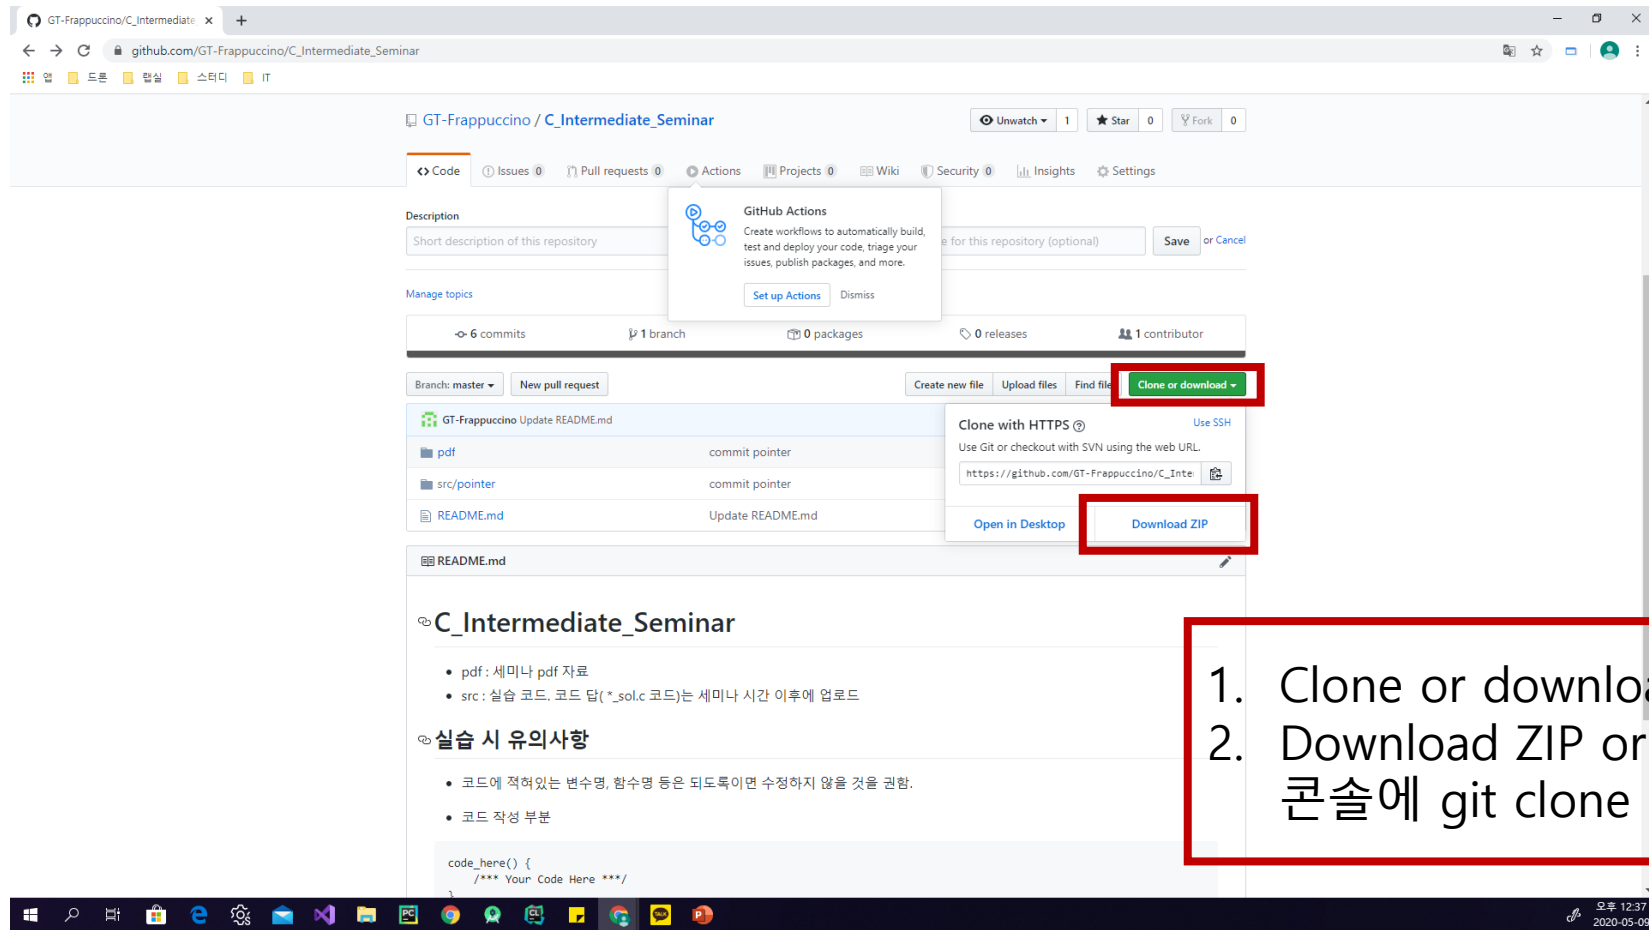 GT-Frappuccino/C_Intermediate
github.com/GT-Frappuccino/C_Intermediate_Seminar
앱 드론 랩실 스터디 IT
GT-Frappuccino / C_Intermediate_Seminar
Unwatch 1 Star 0 Fork 0
Code Issues 0 Pull requests 0 Actions Projects 0 Wiki Security 0 Insights Settings
Description
Short description of this repository
e for this repository (optional)
Save or Cancel
GitHub Actions
Create workflows to automatically build,
test and deploy your code, triage your
issues, publish packages, and more.
Set up Actions Dismiss
Manage topics
6 commits 1 branch 0 packages 0 releases 1 contributor
Branch: master New pull request Create new file Upload files Find file Clone or download
GT-Frappuccino Update README.md
pdf commit pointer
src/pointer commit pointer
README.md Update README.md
Clone with HTTPS Use SSH
Use Git or checkout with SVN using the web URL.
https://github.com/GT-Frappuccino/C_Inte
Open in Desktop Download ZIP
README.md
C_Intermediate_Seminar
• pdf : 세미나 pdf 자료
• src : 실습 코드. 코드 답( *_sol.c 코드)는 세미나 시간 이후에 업로드
실습 시 유의사항
• 코드에 적혀있는 변수명, 함수명 등은 되도록이면 수정하지 않을 것을 권함.
• 코드 작성 부분
code_here() {
/*** Your Code Here ***/
}
1. Clone or downloa
2. Download ZIP or
콘솔에 git clone
오후 12:37
2020-05-09